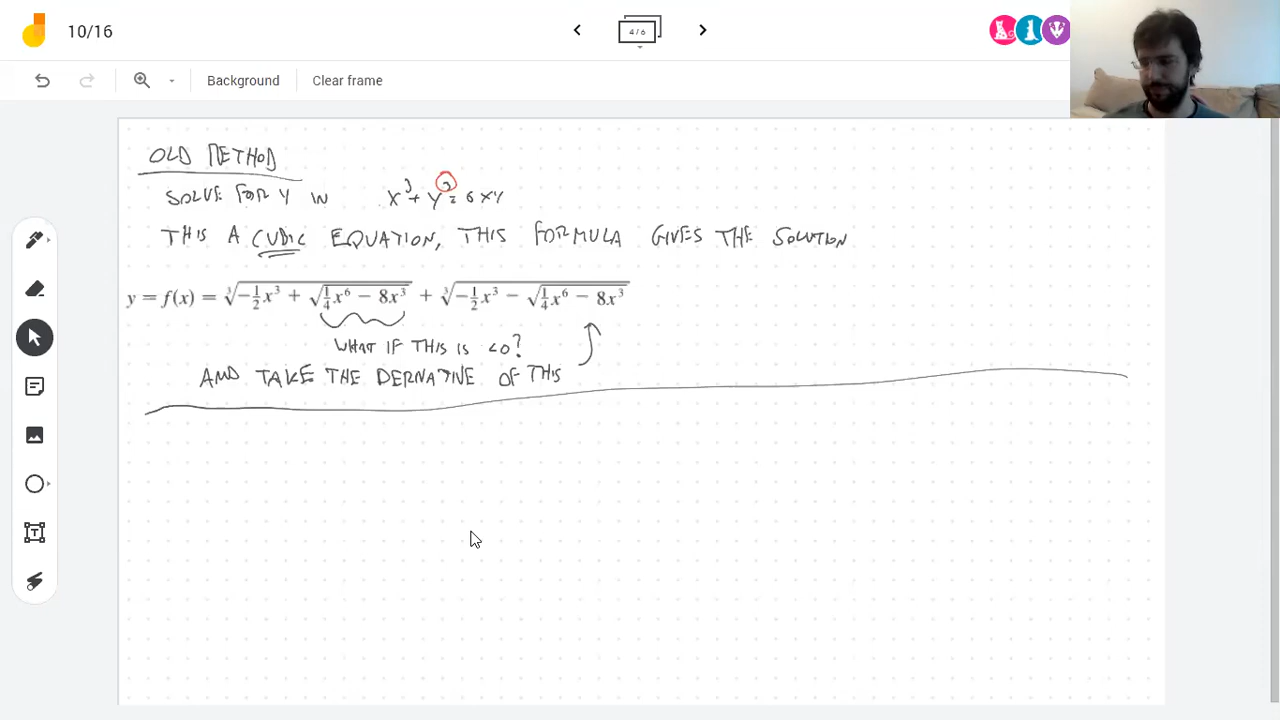 10/16
4/6
Background
Clear frame
OLD METHOD
SOLVE FOR Y IN x³ + y³ = 6xy
THIS A CUBIC EQUATION, THIS FORMULA GIVES THE SOLUTION
y = f(x) = ∛(-½x³ + √(¼x⁶ − 8x³)) + ∛(-½x³ − √(¼x⁶ − 8x³))
WHAT IF THIS IS <0?
AND TAKE THE DERIVATIVE OF THIS
T